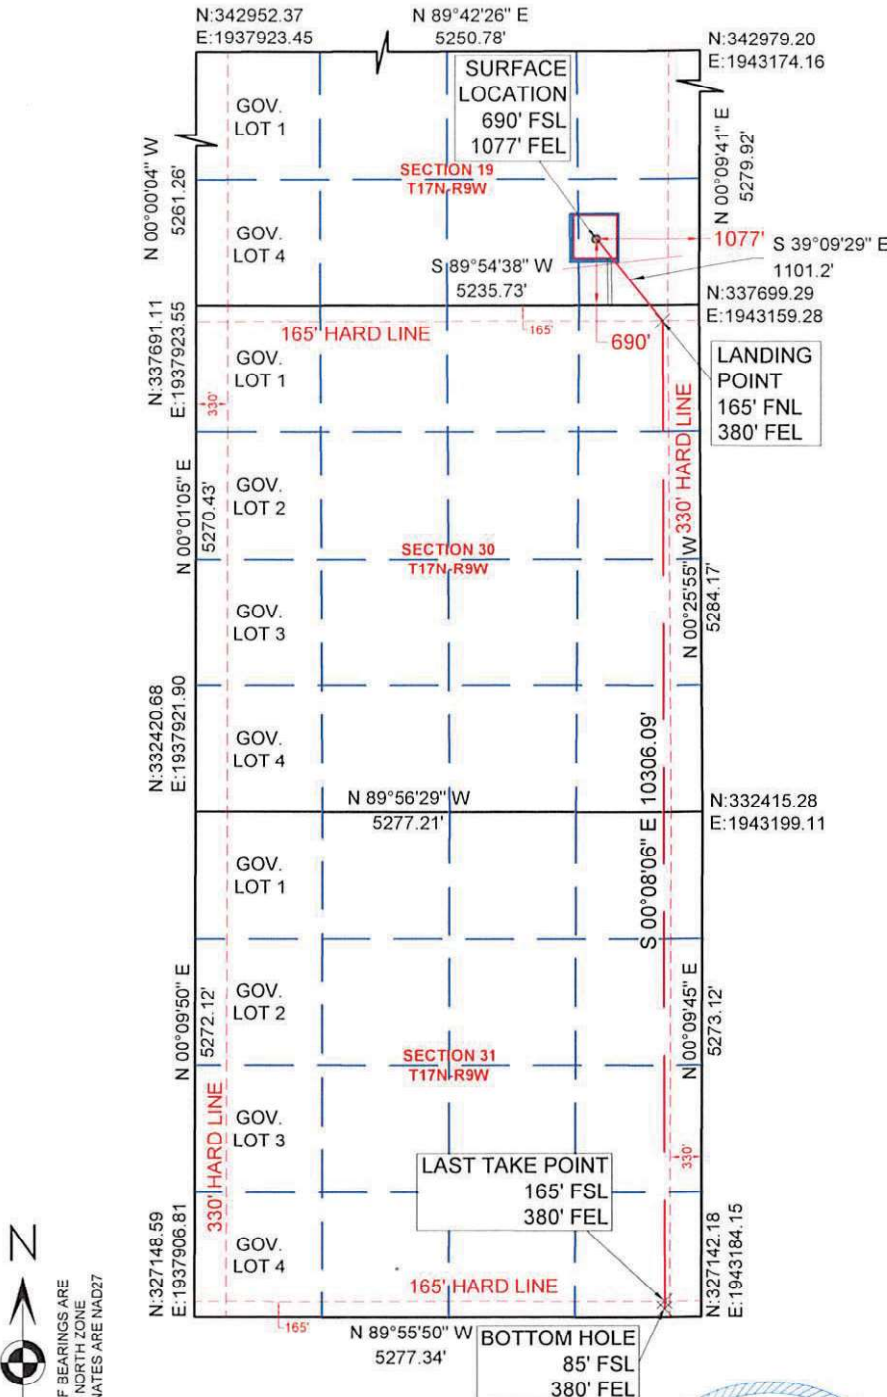 N:342952.37
E:1937923.45
N 89°42'26" E
5250.78'
N:342979.20
E:1943174.16
SURFACE
LOCATION
690' FSL
1077' FEL
GOV.
LOT 1
N 00°00'04" W
5261.26'
N 00°09'41" E
5279.92'
SECTION 19
T17N-R9W
GOV.
LOT 4
1077'
S 39°09'29" E
1101.2'
S 89°54'38" W
5235.73'
N:337699.29
E:1943159.28
N:337691.11
E:1937923.55
165' HARD LINE
165'
690'
LANDING
POINT
165' FNL
380' FEL
GOV.
LOT 1
330'
330' HARD LINE
N 00°01'05" E
5270.43'
GOV.
LOT 2
SECTION 30
T17N-R9W
N 00°25'55" W
5284.17'
GOV.
LOT 3
N:332420.68
E:1937921.90
GOV.
LOT 4
N 89°56'29" W
5277.21'
S 00°08'06" E 10306.09'
N:332415.28
E:1943199.11
GOV.
LOT 1
N 00°09'50" E
5272.12'
GOV.
LOT 2
N 00°09'45" E
5273.12'
SECTION 31
T17N-R9W
330' HARD LINE
GOV.
LOT 3
LAST TAKE POINT
165' FSL
380' FEL
330'
N:327148.59
E:1937906.81
GOV.
LOT 4
165' HARD LINE
N:327142.18
E:1943184.15
165'
N 89°55'50" W
5277.34'
BOTTOM HOLE
85' FSL
380' FEL
N
F BEARINGS ARE
NORTH ZONE
NATES ARE NAD27